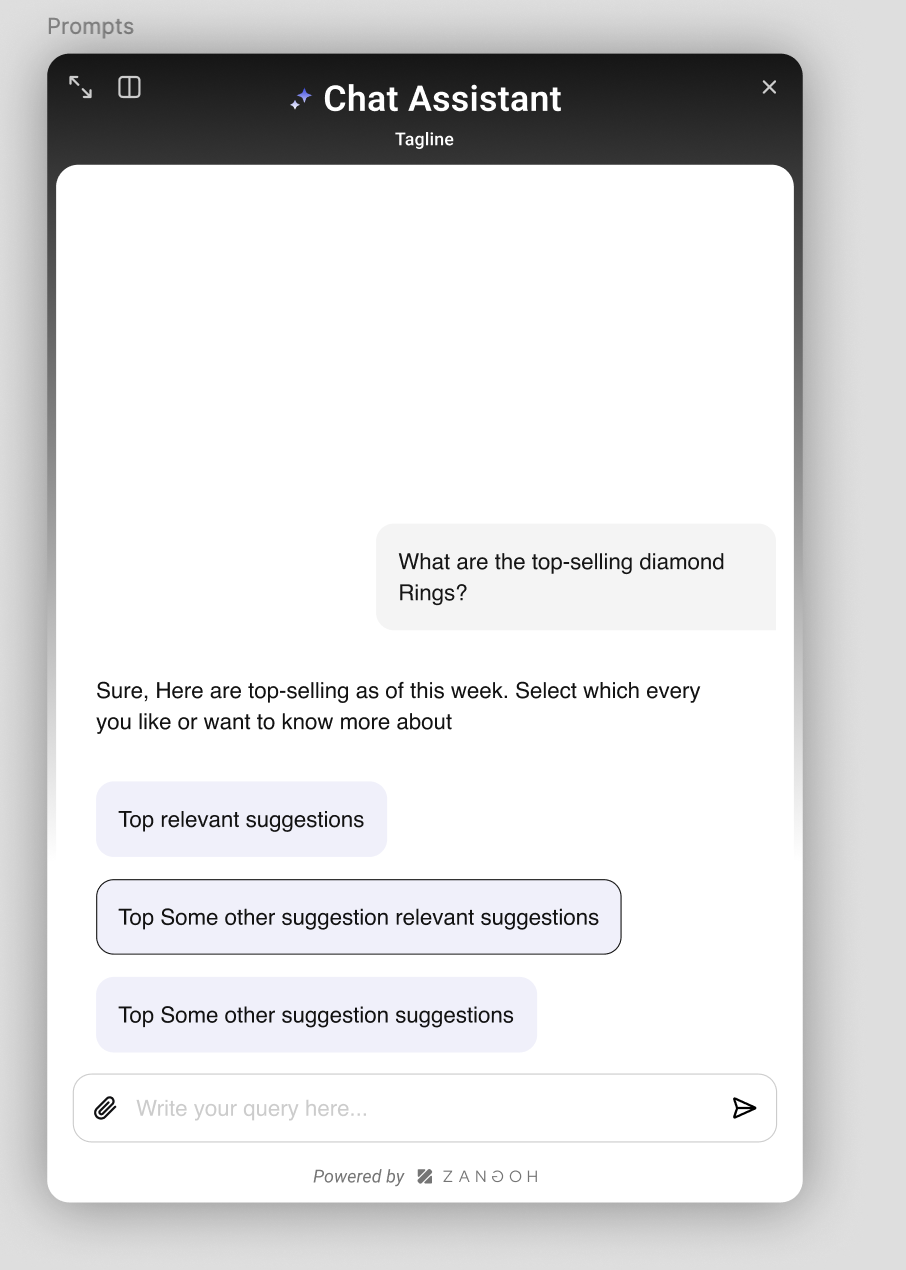 Prompts
Chat Assistant
Tagline
What are the top-selling diamond
Rings?
Sure, Here are top-selling as of this week. Select which every
you like or want to know more about
Top relevant suggestions
Top Some other suggestion relevant suggestions
Top Some other suggestion suggestions
Write your query here...
Powered by ZANGOH